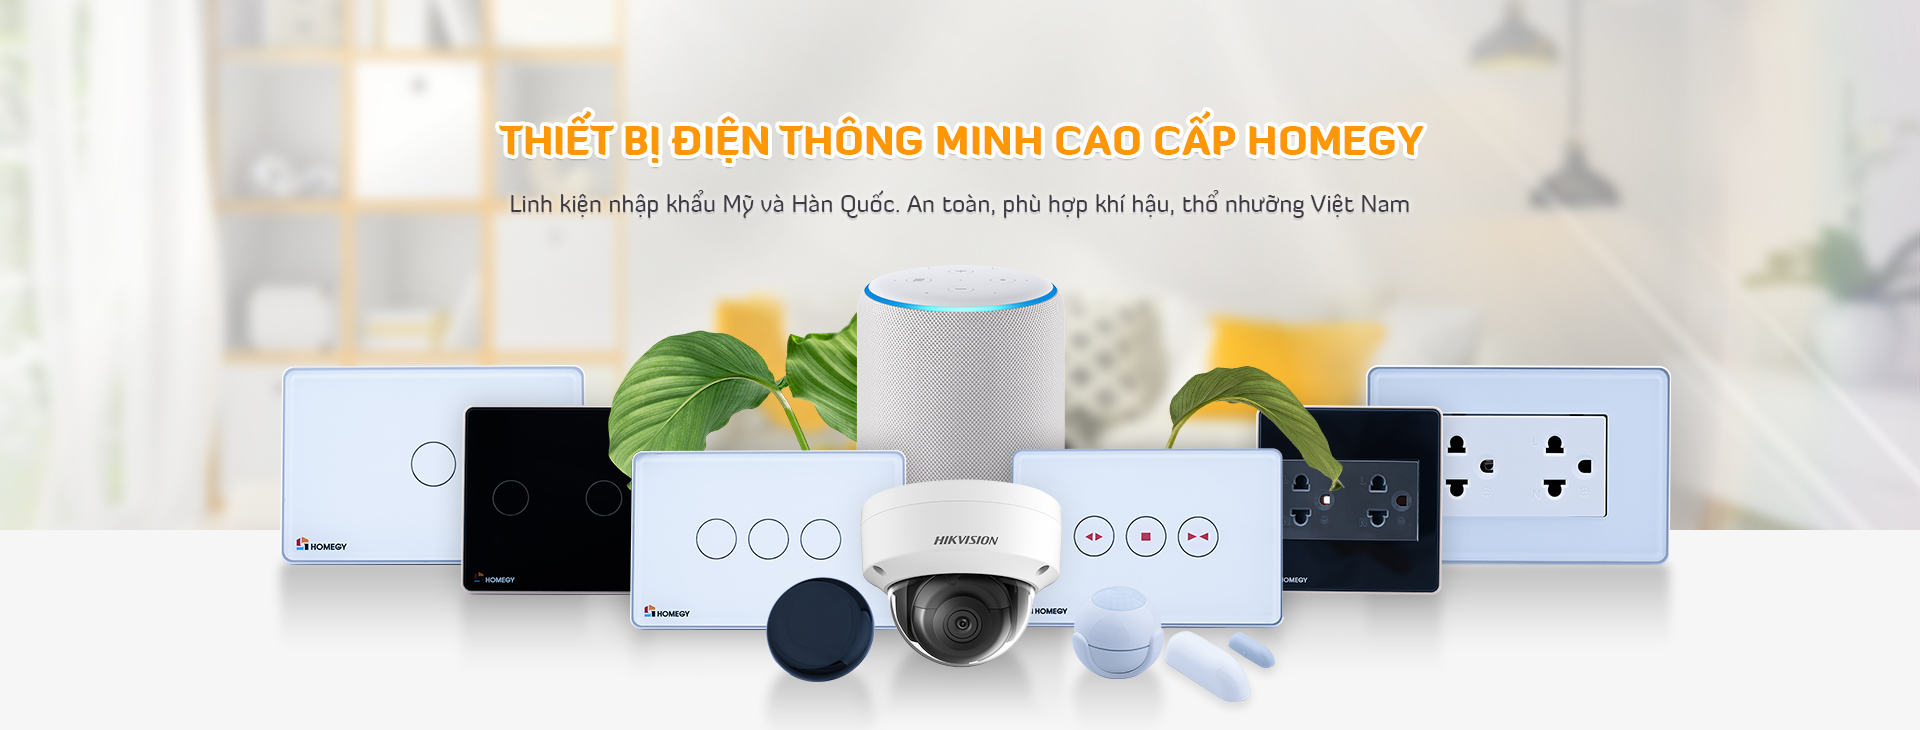 THIẾT BỊ ĐIỆN THÔNG MINH CAO CẤP HOMEGY
Linh kiện nhập khẩu Mỹ và Hàn Quốc. An toàn, phù hợp khí hậu, thổ nhưỡng Việt Nam
HIKVISION
HOMEGY
HOMEGY
HOMEGY
HOMEGY
HOMEGY